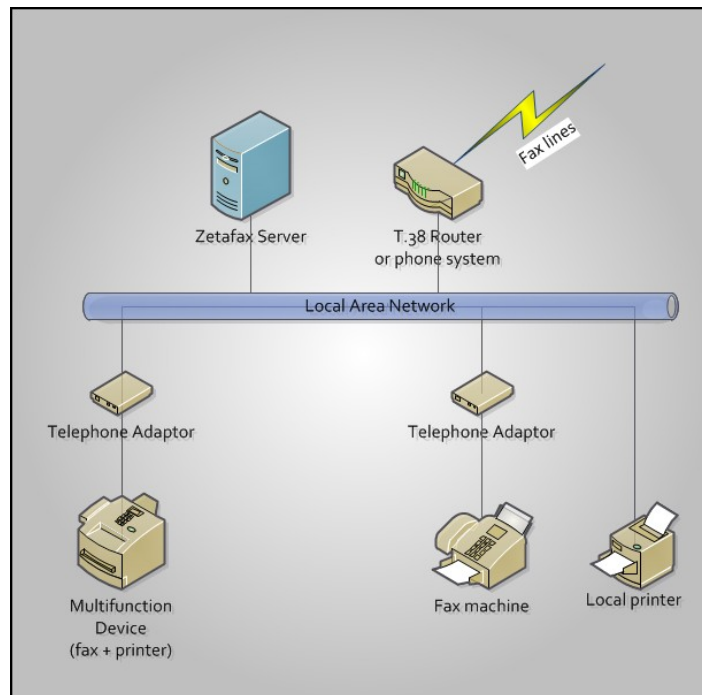 Fax lines
Zetafax Server
T.38 Router
or phone system
Local Area Network
Telephone Adaptor
Telephone Adaptor
Multifunction
Device
(fax + printer)
Fax machine
Local printer